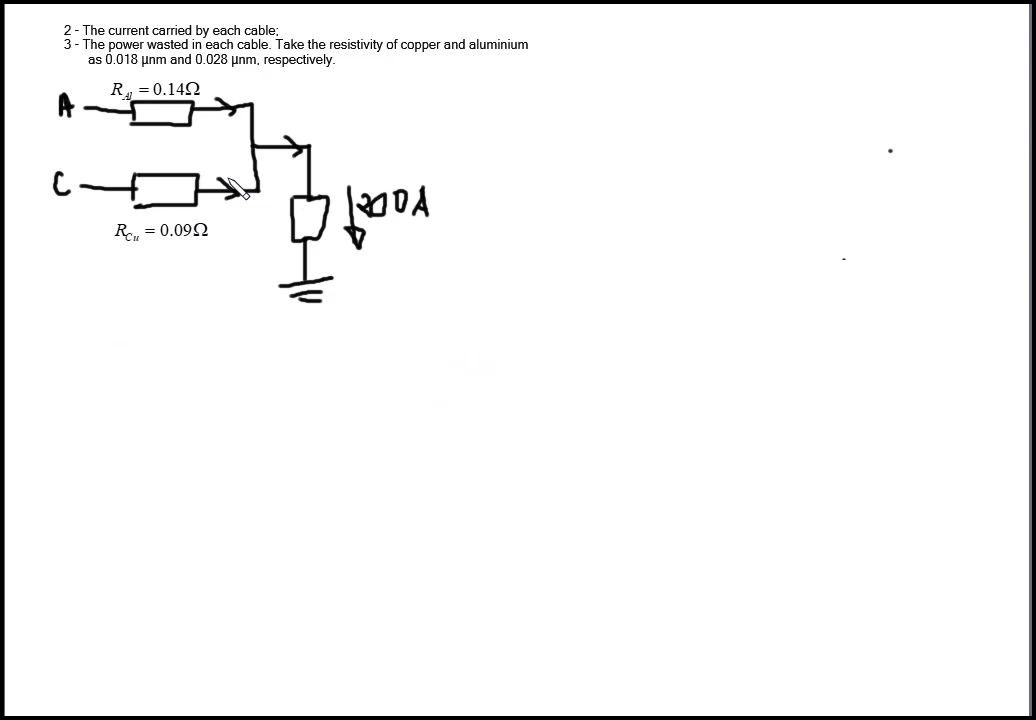 2 - The current carried by each cable;
3 - The power wasted in each cable. Take the resistivity of copper and aluminium
as 0.018 µnm and 0.028 µnm, respectively.
R_Al = 0.14Ω
A
C
200A
R_Cu = 0.09Ω